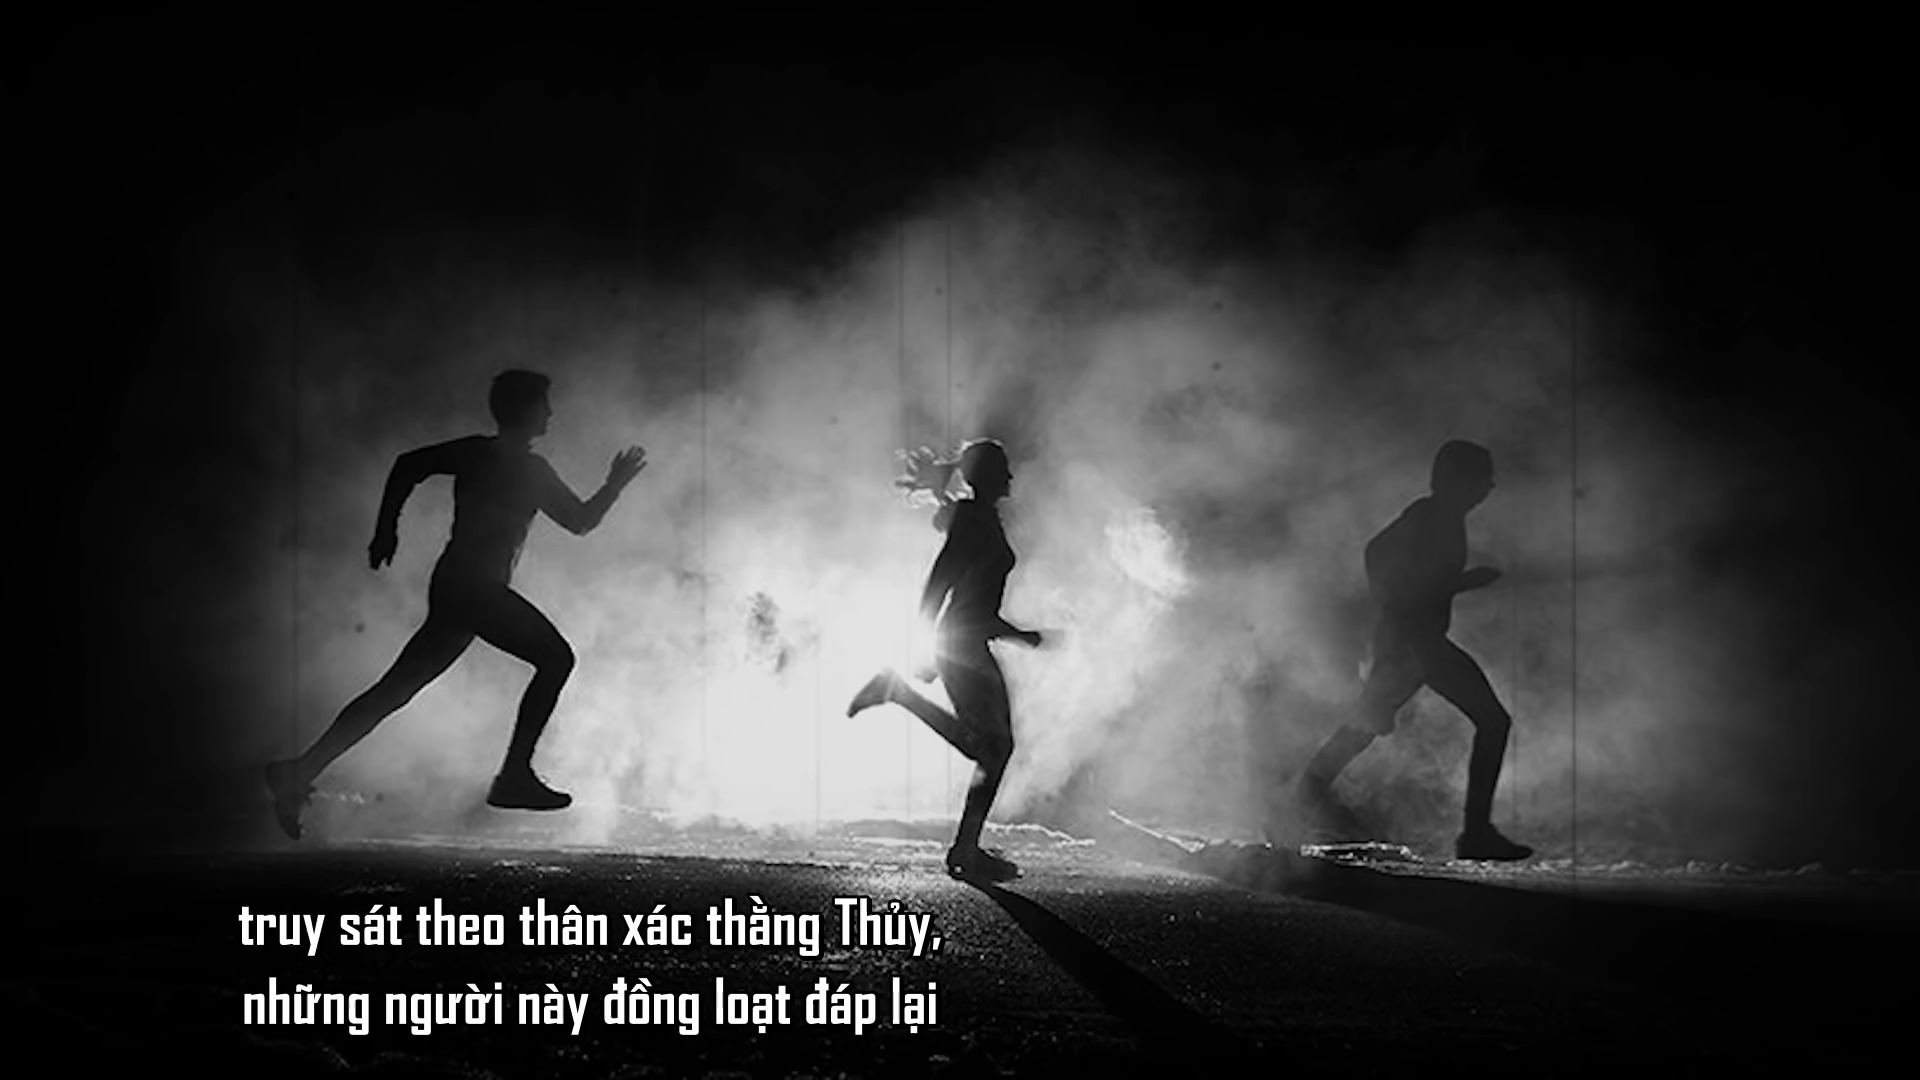 truy sát theo thân xác thằng Thủy,
những người này đồng loạt đáp lại